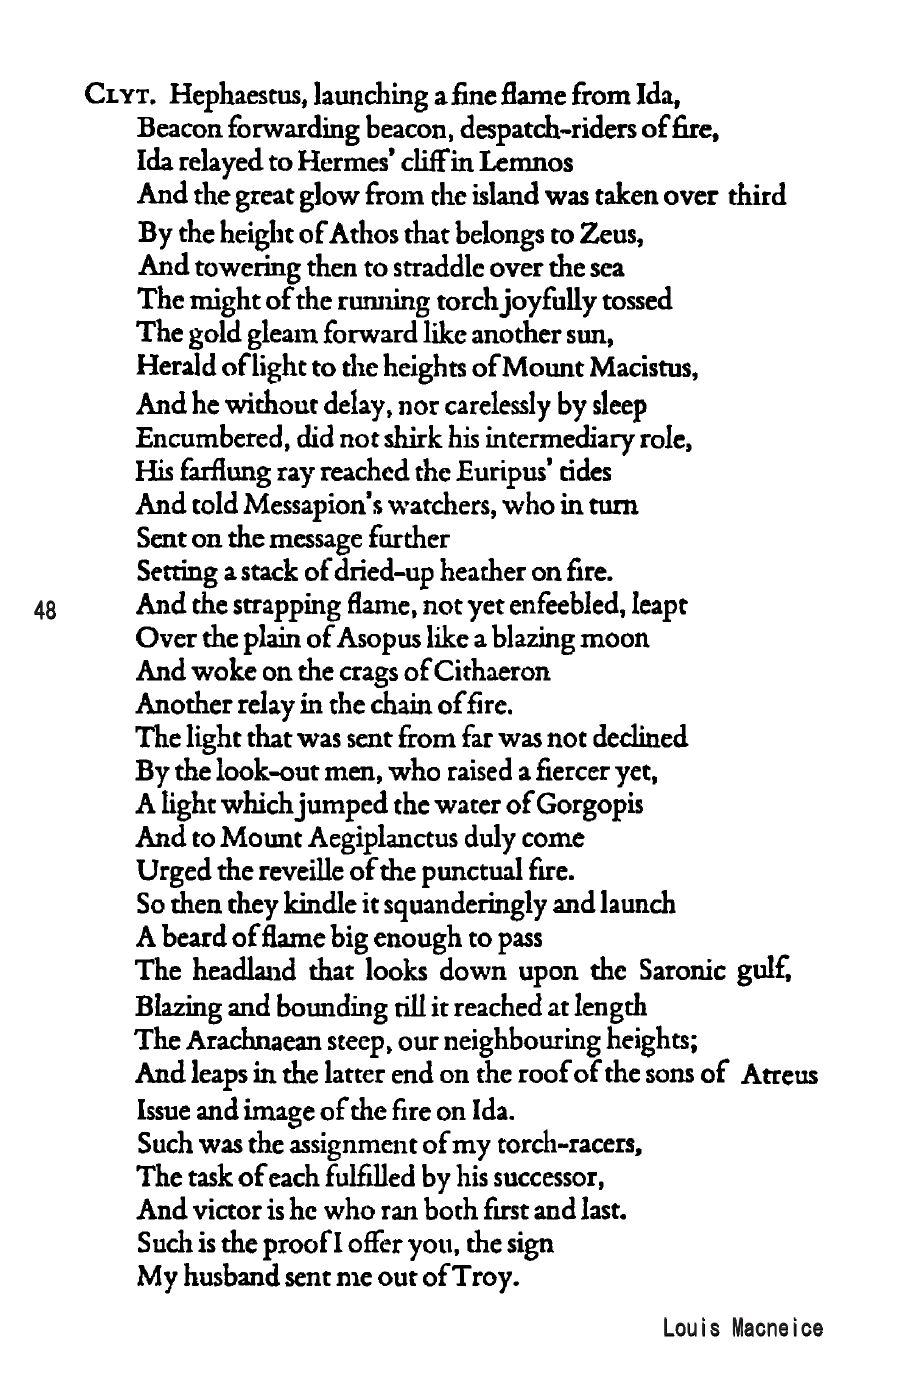 CLYT. Hephaestus, launching a fine flame from Ida,
Beacon forwarding beacon, despatch-riders of fire,
Ida relayed to Hermes' cliff in Lemnos
And the great glow from the island was taken over third
By the height of Athos that belongs to Zeus,
And towering then to straddle over the sea
The might of the running torch joyfully tossed
The gold gleam forward like another sun,
Herald of light to the heights of Mount Macistus,
And he without delay, nor carelessly by sleep
Encumbered, did not shirk his intermediary role,
His farflung ray reached the Euripus' tides
And told Messapion's watchers, who in turn
Sent on the message further
Setting a stack of dried-up heather on fire.
48 And the strapping flame, not yet enfeebled, leapt
Over the plain of Asopus like a blazing moon
And woke on the crags of Cithaeron
Another relay in the chain of fire.
The light that was sent from far was not declined
By the look-out men, who raised a fiercer yet,
A light which jumped the water of Gorgopis
And to Mount Aegiplanctus duly come
Urged the reveille of the punctual fire.
So then they kindle it squanderingly and launch
A beard of flame big enough to pass
The headland that looks down upon the Saronic gulf,
Blazing and bounding till it reached at length
The Arachnaean steep, our neighbouring heights;
And leaps in the latter end on the roof of the sons of Atreus
Issue and image of the fire on Ida.
Such was the assignment of my torch-racers,
The task of each fulfilled by his successor,
And victor is he who ran both first and last.
Such is the proof I offer you, the sign
My husband sent me out of Troy.
Louis Macneice